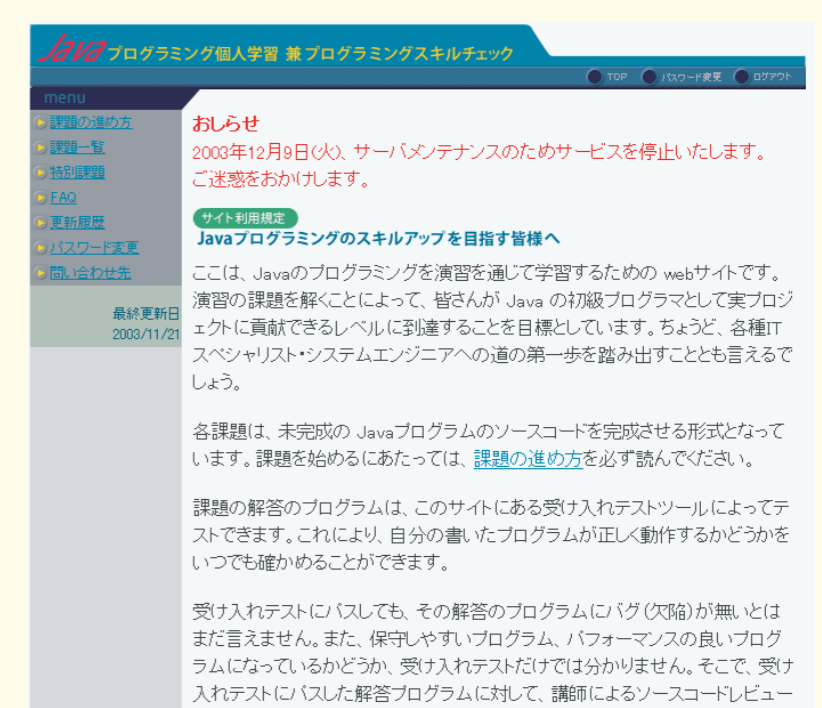 Javaプログラミング個人学習 兼 プログラミングスキルチェック
TOP パスワード変更 ログアウト
menu
課題の進め方
課題一覧
特別課題
FAQ
更新履歴
パスワード変更
問い合わせ先
最終更新日
2003/11/21
おしらせ
2003年12月9日(火)、サーバメンテナンスのためサービスを停止いたします。
ご迷惑をおかけします。
サイト利用規定
Javaプログラミングのスキルアップを目指す皆様へ
ここは、Javaのプログラミングを演習を通じて学習するための webサイトです。
演習の課題を解くことによって、皆さんが Java の初級プログラマとして実プロジ
ェクトに貢献できるレベルに到達することを目標としています。ちょうど、各種IT
スペシャリスト・システムエンジニアへの道の第一歩を踏み出すこととも言えるで
しょう。
各課題は、未完成の Javaプログラムのソースコードを完成させる形式となって
います。課題を始めるにあたっては、課題の進め方を必ず読んでください。
課題の解答のプログラムは、このサイトにある受け入れテストツールによってテ
ストできます。これにより、自分の書いたプログラムが正しく動作するかどうかを
いつでも確かめることができます。
受け入れテストにパスしても、その解答のプログラムにバグ(欠陥)が無いとは
まだ言えません。また、保守しやすいプログラム、パフォーマンスの良いプログ
ラムになっているかどうか、受け入れテストだけでは分かりません。そこで、受け
入れテストにパスした解答プログラムに対して、講師によるソースコードレビュー